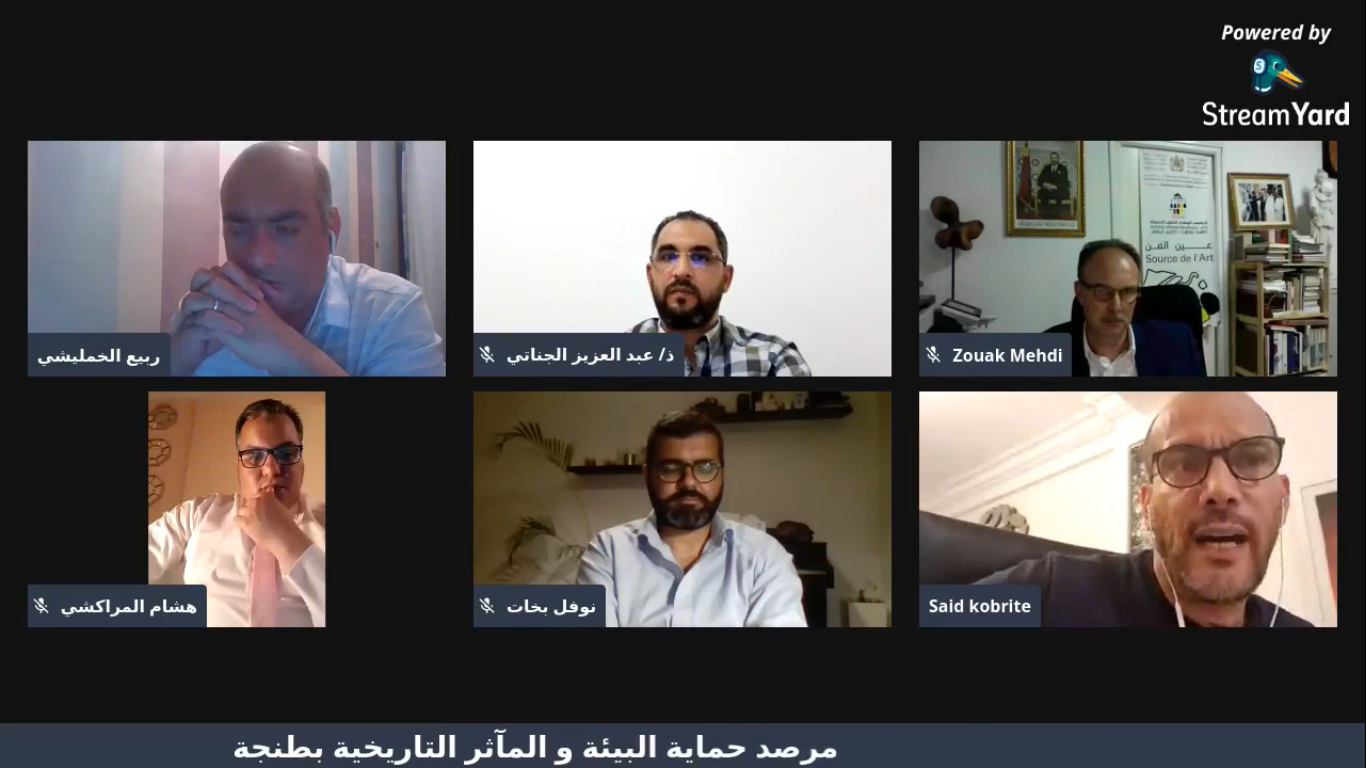 Powered by
StreamYard
ربيع الخمليشي
ذ/ عبد العزيز الجناتي
عين الفن
Source de l'Art
Zouak Mehdi
هشام المراكشي
نوفل بخات
Said kobrite
مرصد حماية البيئة و المآثر التاريخية بطنجة